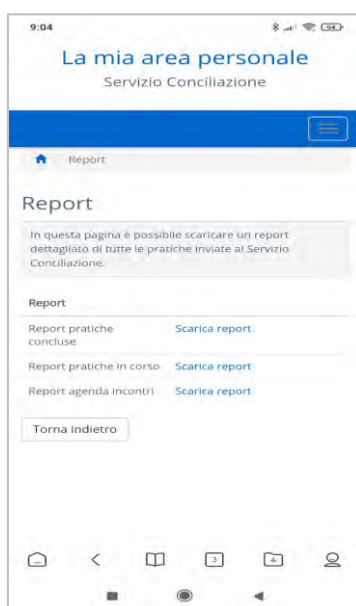 9:04
94
La mia area personale
Servizio Conciliazione
Report
Report
In questa pagina è possibile scaricare un report
dettagliato di tutte le pratiche inviate al Servizio
Conciliazione.
Report
Report pratiche Scarica report
concluse
Report pratiche in corso Scarica report
Report agenda incontri Scarica report
Torna indietro
3